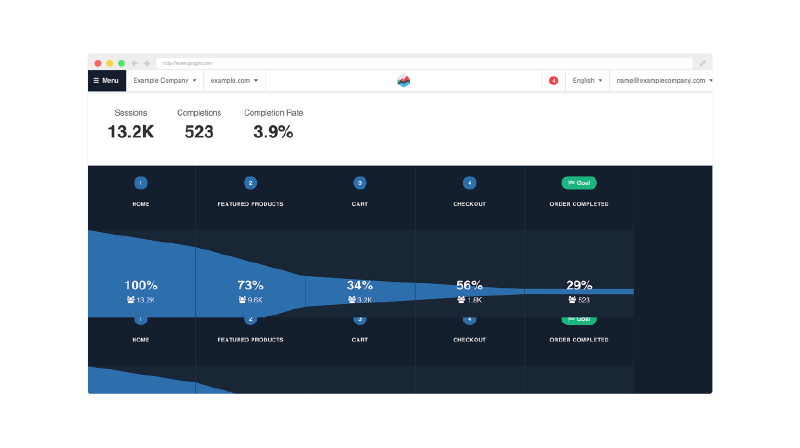 http://www.google.com/
☰ Menu Example Company example.com 4 English name@examplecompany.com
Sessions Completions Completion Rate
13.2K 523 3.9%
1 2 3 4 Goal
HOME FEATURED PRODUCTS CART CHECKOUT ORDER COMPLETED
100% 73% 34% 56% 29%
13.2K 9.6K 3.2K 1.8K 523
1 2 3 4 Goal
HOME FEATURED PRODUCTS CART CHECKOUT ORDER COMPLETED